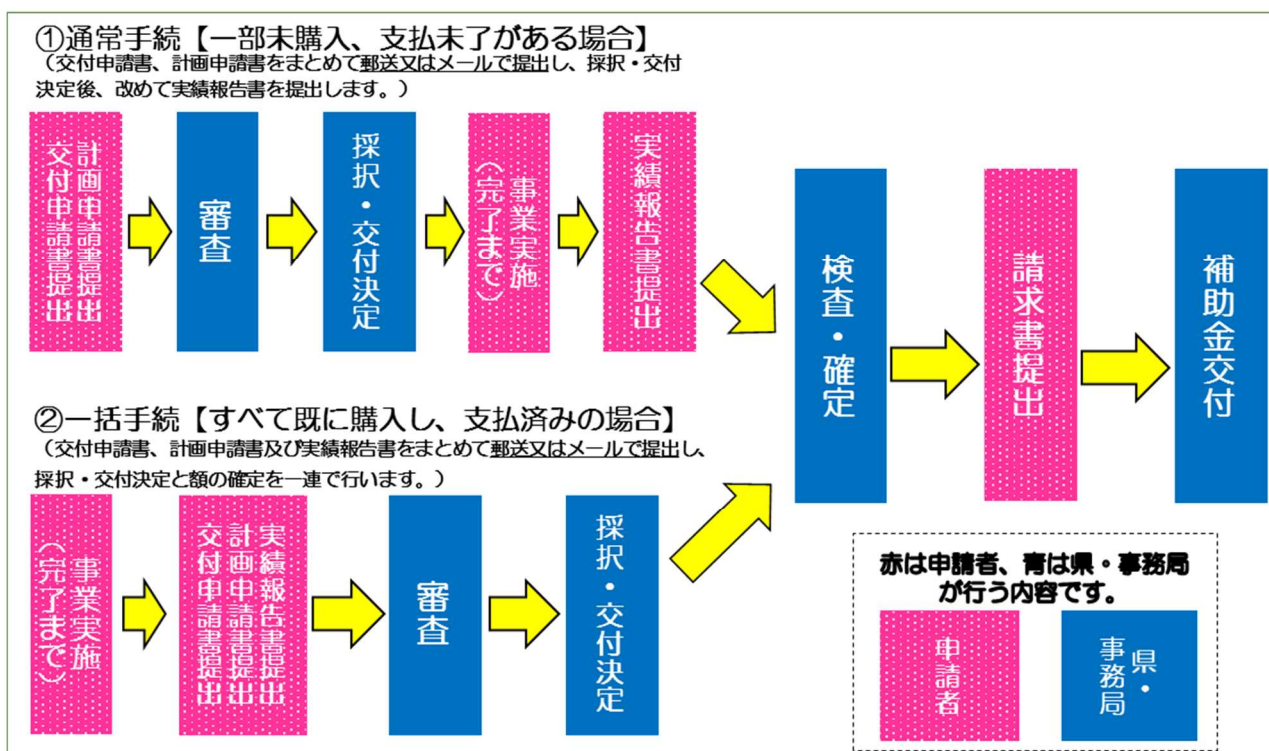 ①通常手続【一部未購入、支払未了がある場合】
（交付申請書、計画申請書をまとめて郵送又はメールで提出し、採択・交付
決定後、改めて実績報告書を提出します。）
計画申請書提出
交付申請書提出
審査
採択・交付決定
事業実施
（完了まで）
実績報告書提出
検査・確定
請求書提出
補助金交付
②一括手続【すべて既に購入し、支払済みの場合】
（交付申請書、計画申請書及び実績報告書をまとめて郵送又はメールで提出し、
採択・交付決定と額の確定を一連で行います。）
事業実施
（完了まで）
実績報告書提出
計画申請書提出
交付申請書提出
審査
採択・交付決定
赤は申請者、青は県・事務局
が行う内容です。
申請者
県・
事務局